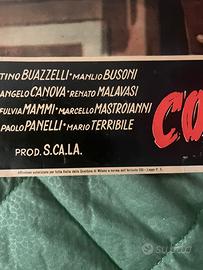 TINO BUAZZELLI • MANLIO BUSONI
ANGELO CANOVA • RENATO MALAVASI
FULVIA MAMMI • MARCELLO MASTROIANNI
PAOLO PANELLI • MARIO TERRIBILE
CO
PROD. S.CA.LA.
subito